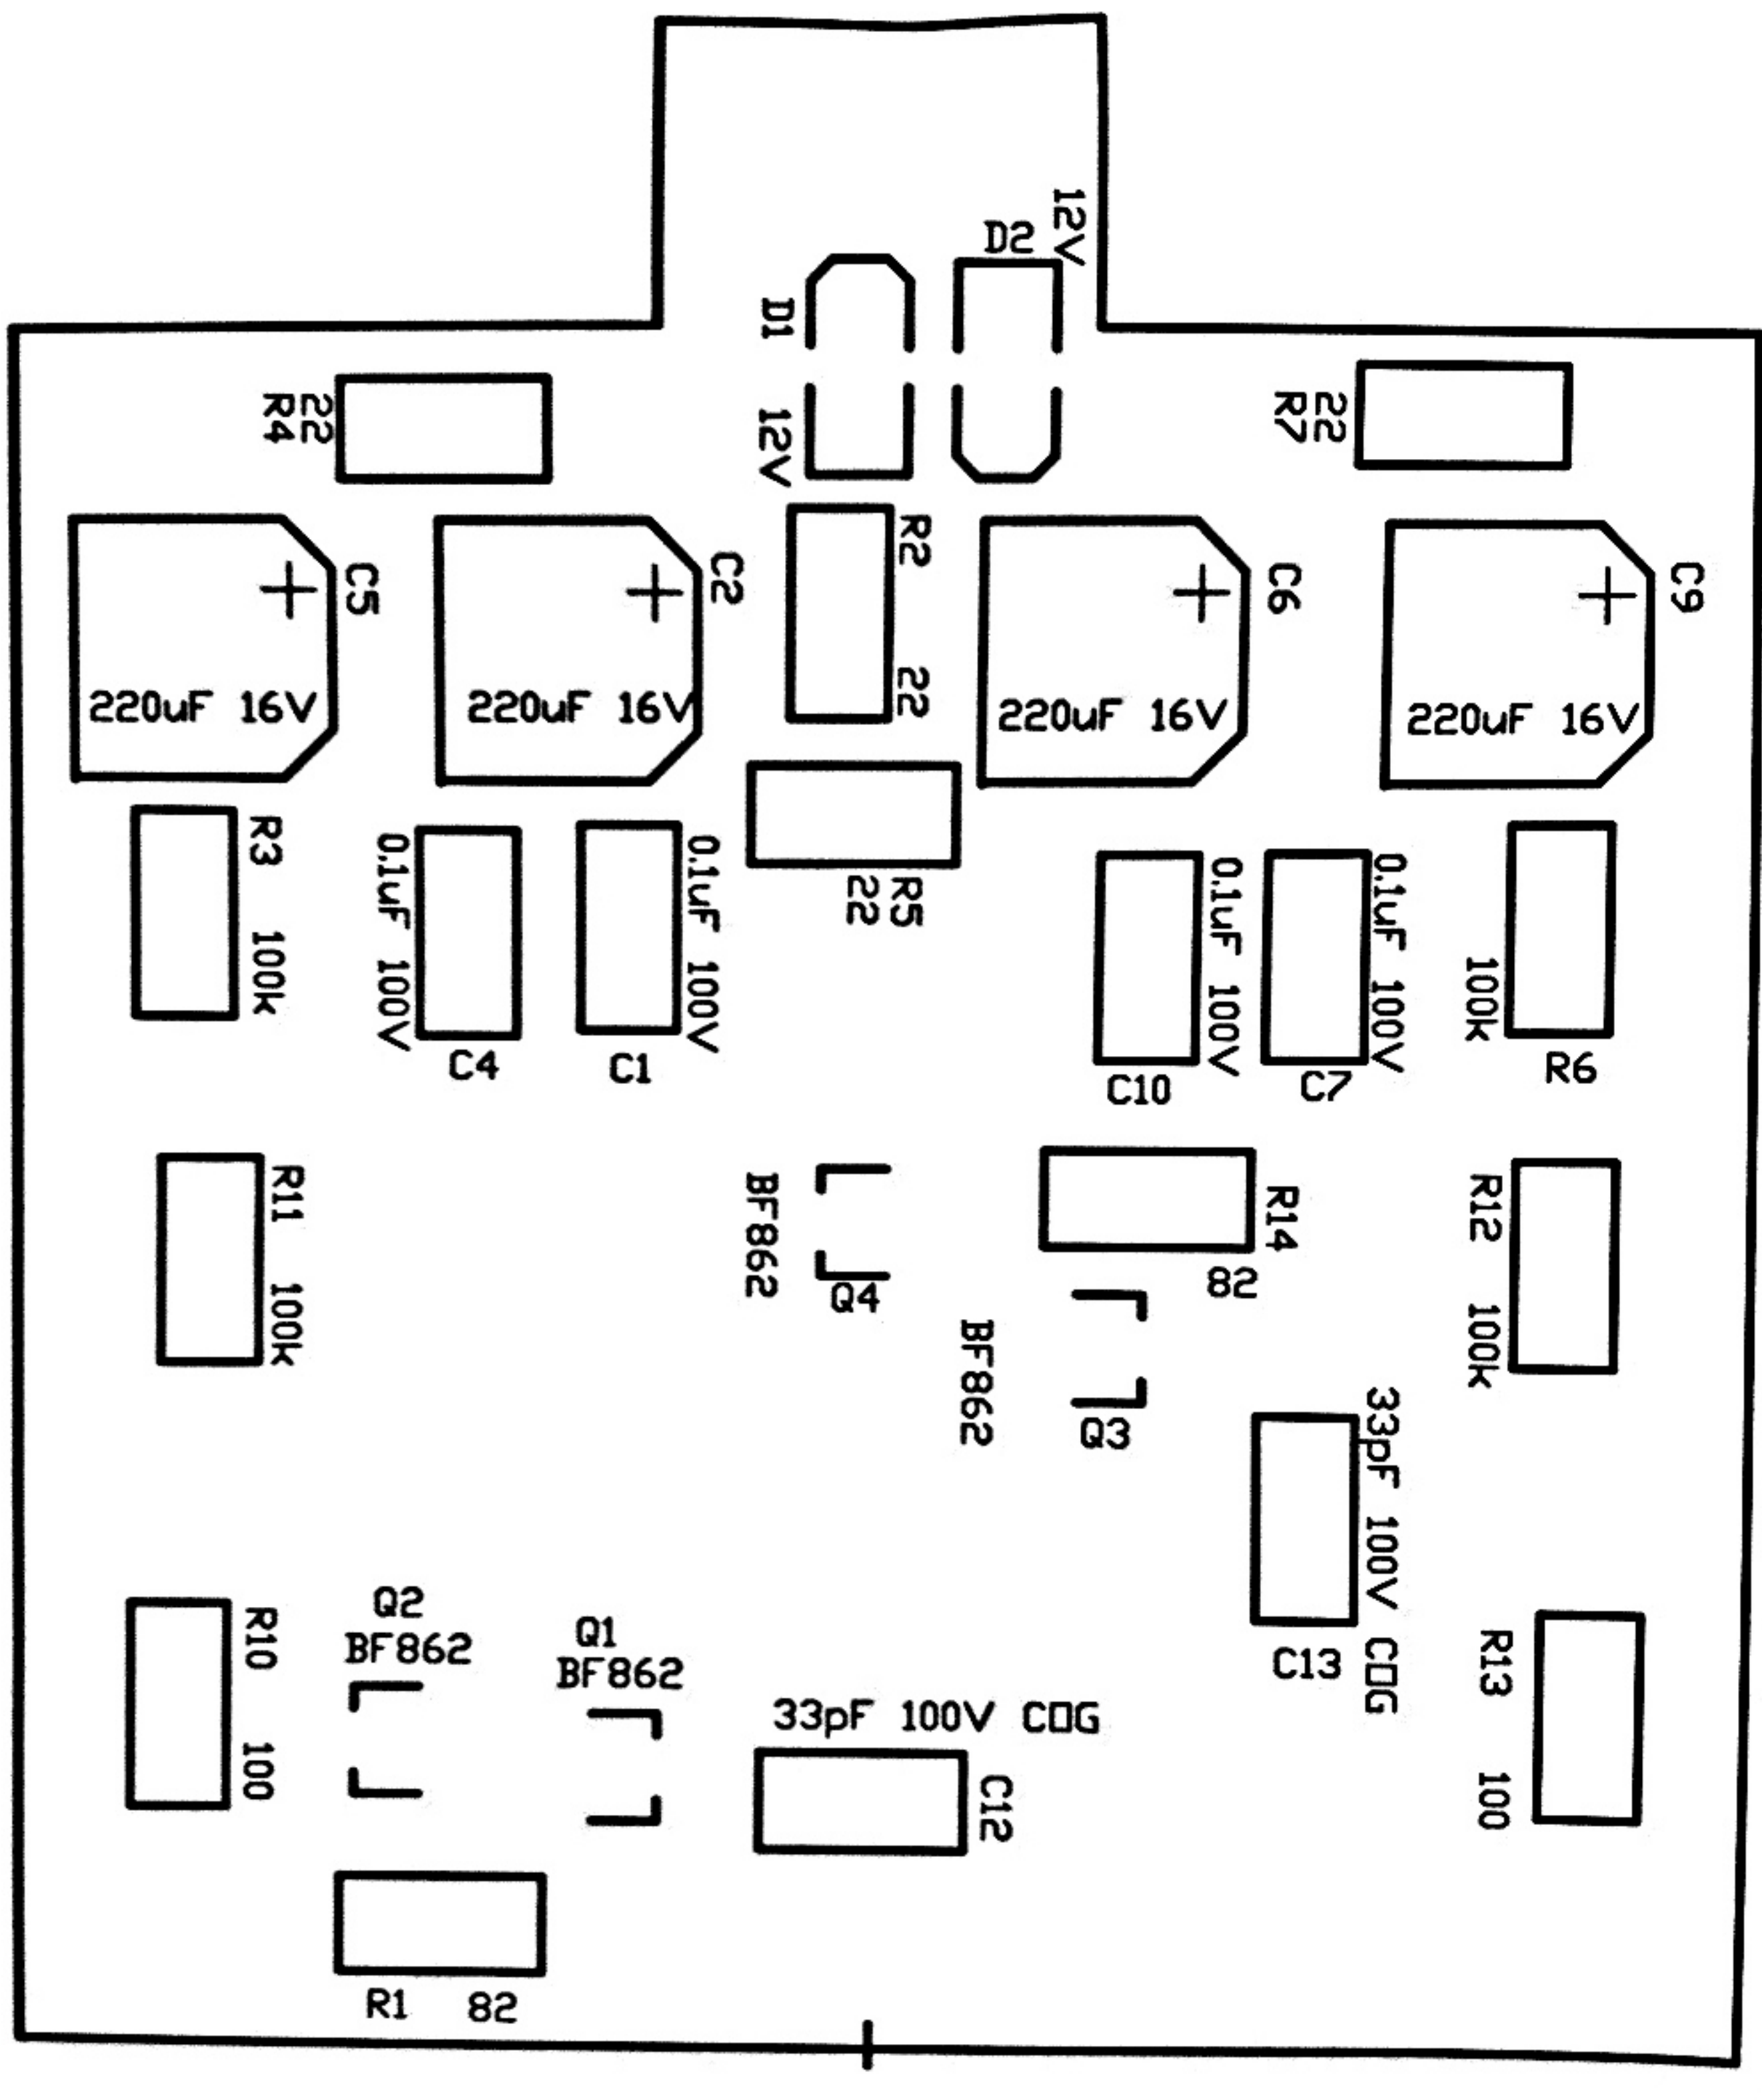 12V
D2
D1
12V
22
R4
22
R7
R2
22
C5
220uF 16V
C2
220uF 16V
C6
220uF 16V
C9
220uF 16V
R3 100k
0.1uF 100V
C4
0.1uF 100V
C1
R5
22
0.1uF 100V
C10
0.1uF 100V
C7
100k
R6
R11 100k
BF862
Q4
R14
82
BF862
Q3
R12 100k
33pF 100V COG
C13
R10 100
Q2
BF862
Q1
BF862
33pF 100V COG
C12
R13 100
R1 82